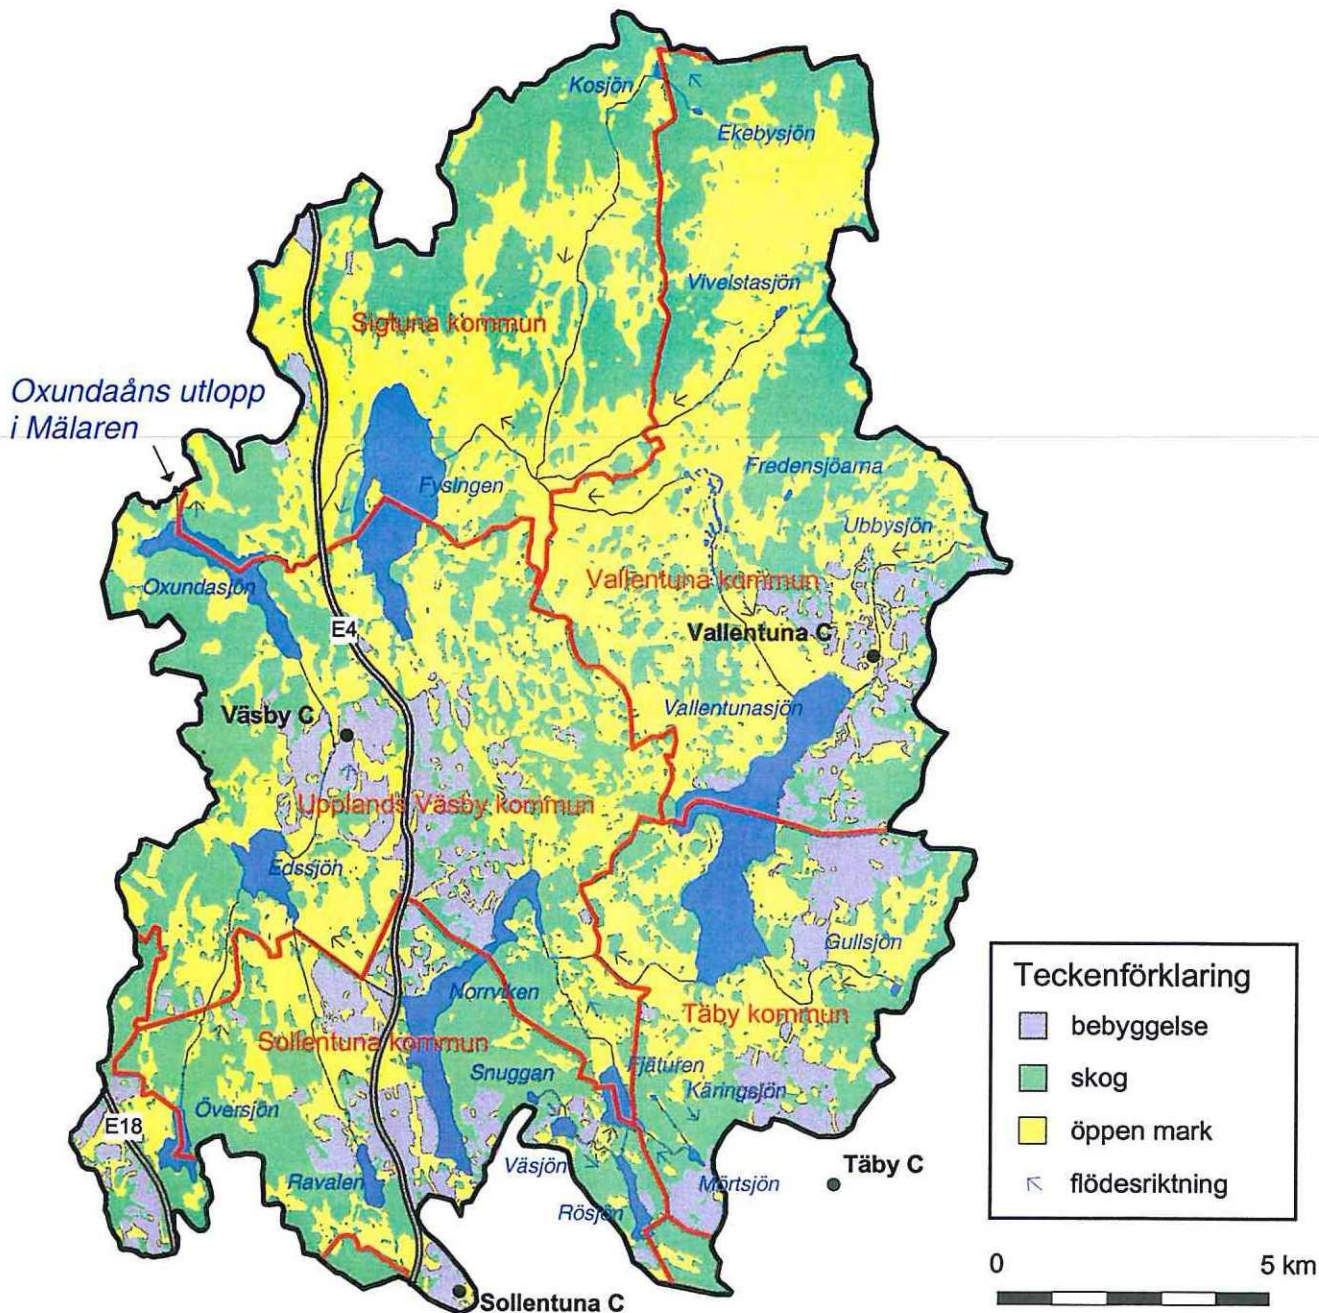 Kosjön
Ekebysjön
Vivelstasjön
Sigtuna kommun
Oxundaåns utlopp
i Mälaren
Fysingen
Fredensjöarna
Ubbysjön
Oxundasjön
Vallentuna kommun
E4
Vallentuna C
Väsby C
Vallentunasjön
Upplands Väsby kommun
Edssjön
Gullsjön
Norrviken
Täby kommun
Sollentuna kommun
Snuggan
Fjäturen
Käringsjön
Översjön
E18
Väsjön
Ravalen
Mörtsjön
Täby C
Rösjön
Sollentuna C
Teckenförklaring
bebyggelse
skog
öppen mark
flödesriktning
0 5 km